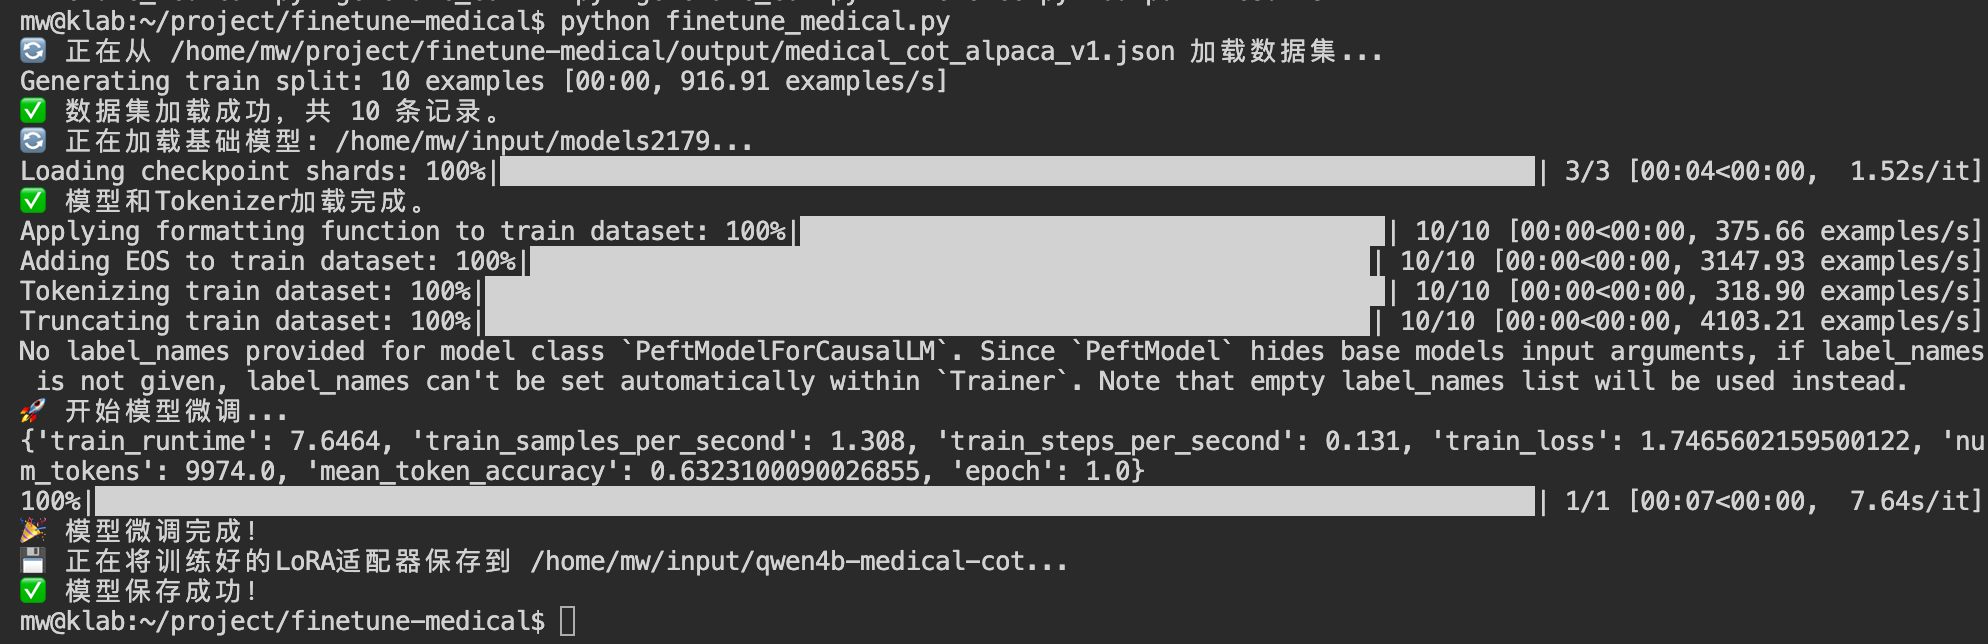 mw@klab:~/project/finetune-medical$ python finetune_medical.py
🔄 正在从 /home/mw/project/finetune-medical/output/medical_cot_alpaca_v1.json 加载数据集...
Generating train split: 10 examples [00:00, 916.91 examples/s]
✅ 数据集加载成功，共 10 条记录。
🔄 正在加载基础模型: /home/mw/input/models2179...
Loading checkpoint shards: 100%| | 3/3 [00:04<00:00,  1.52s/it]
✅ 模型和Tokenizer加载完成。
Applying formatting function to train dataset: 100%| | 10/10 [00:00<00:00, 375.66 examples/s]
Adding EOS to train dataset: 100%| | 10/10 [00:00<00:00, 3147.93 examples/s]
Tokenizing train dataset: 100%| | 10/10 [00:00<00:00, 318.90 examples/s]
Truncating train dataset: 100%| | 10/10 [00:00<00:00, 4103.21 examples/s]
No label_names provided for model class `PeftModelForCausalLM`. Since `PeftModel` hides base models input arguments, if label_names
 is not given, label_names can't be set automatically within `Trainer`. Note that empty label_names list will be used instead.
🚀 开始模型微调...
{'train_runtime': 7.6464, 'train_samples_per_second': 1.308, 'train_steps_per_second': 0.131, 'train_loss': 1.7465602159500122, 'nu
m_tokens': 9974.0, 'mean_token_accuracy': 0.6323100090026855, 'epoch': 1.0}
100%| | 1/1 [00:07<00:00,  7.64s/it]
🎉 模型微调完成!
💾 正在将训练好的LoRA适配器保存到 /home/mw/input/qwen4b-medical-cot...
✅ 模型保存成功!
mw@klab:~/project/finetune-medical$